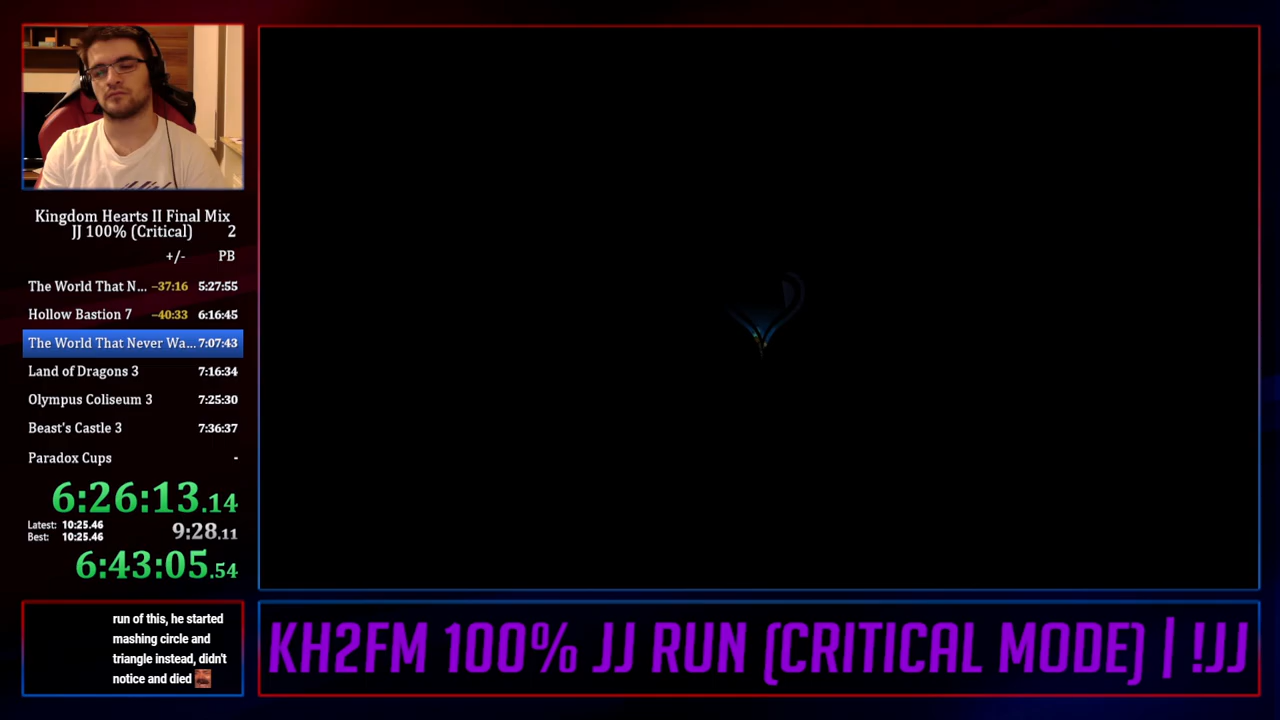 Kingdom Hearts II Final Mix
JJ 100% (Critical) 2
+/- PB
The World That N... −37:16 5:27:55
Hollow Bastion 7 −40:33 6:16:45
The World That Never Wa... 7:07:43
Land of Dragons 3 7:16:34
Olympus Coliseum 3 7:25:30
Beast's Castle 3 7:36:37
Paradox Cups -
6:26:13.14
Latest: 10:25.46 9:28.11
Best: 10:25.46
6:43:05.54
run of this, he started
mashing circle and
triangle instead, didn't
notice and died
KH2FM 100% JJ RUN (CRITICAL MODE) | !JJ